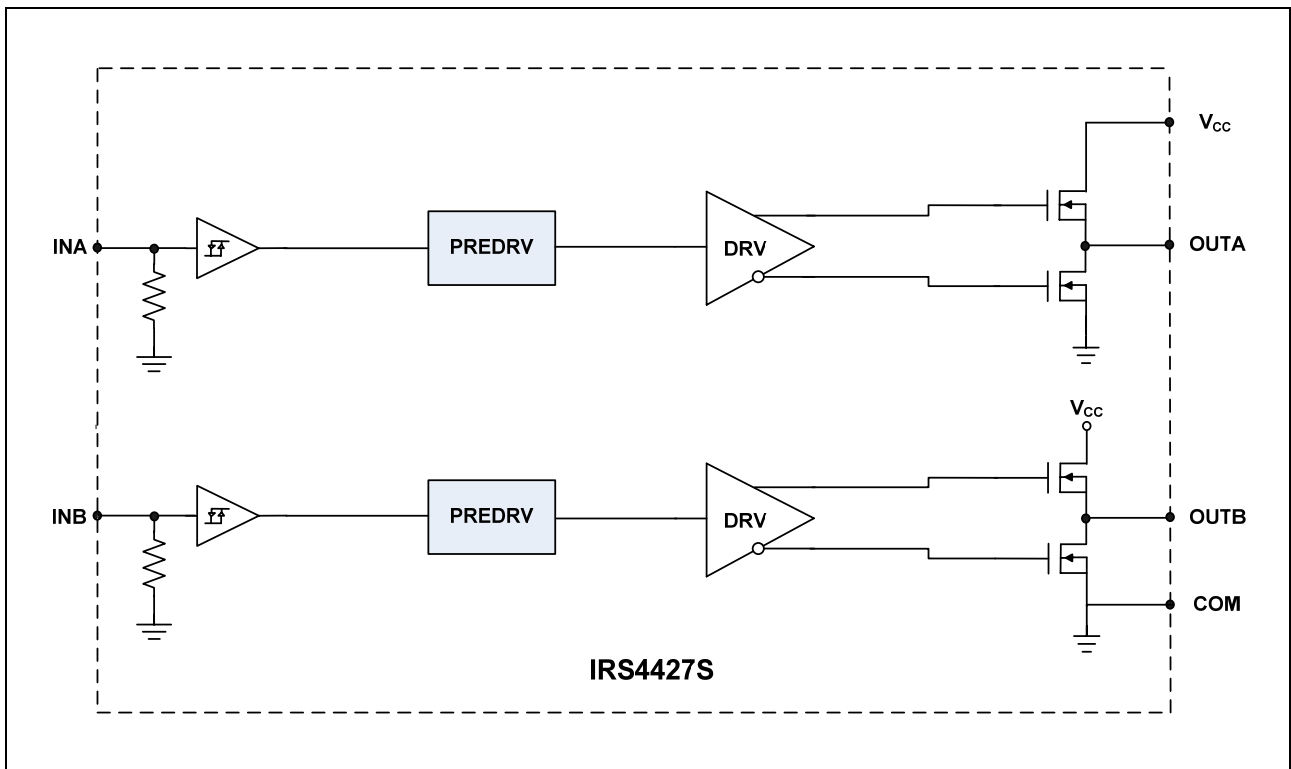 VCC
INA
PREDRV
DRV
OUTA
VCC
INB
PREDRV
DRV
OUTB
COM
IRS4427S